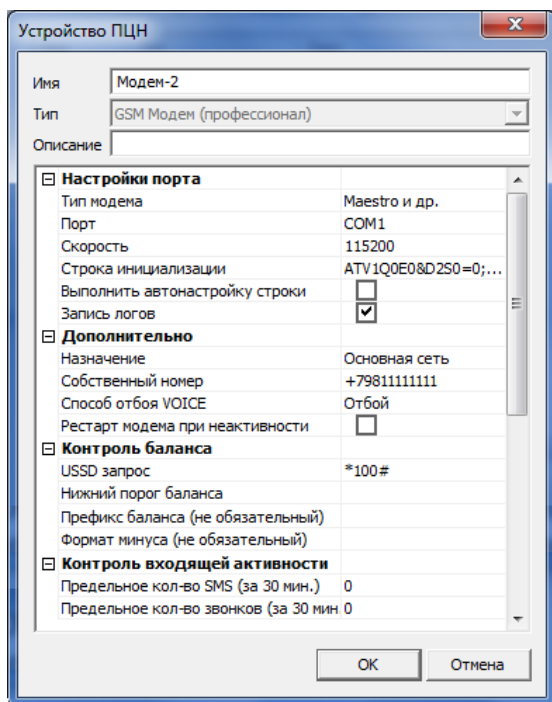 Устройство ПЦН
Имя Модем-2
Тип GSM Модем (профессионал)
Описание
Настройки порта
Тип модема Maestro и др.
Порт COM1
Скорость 115200
Строка инициализации ATV1Q0E0&D2S0=0;...
Выполнить автонастройку строки
Запись логов
Дополнительно
Назначение Основная сеть
Собственный номер +79811111111
Способ отбоя VOICE Отбой
Рестарт модема при неактивности
Контроль баланса
USSD запрос *100#
Нижний порог баланса
Префикс баланса (не обязательный)
Формат минуса (не обязательный)
Контроль входящей активности
Предельное кол-во SMS (за 30 мин.) 0
Предельное кол-во звонков (за 30 мин 0
OK Отмена